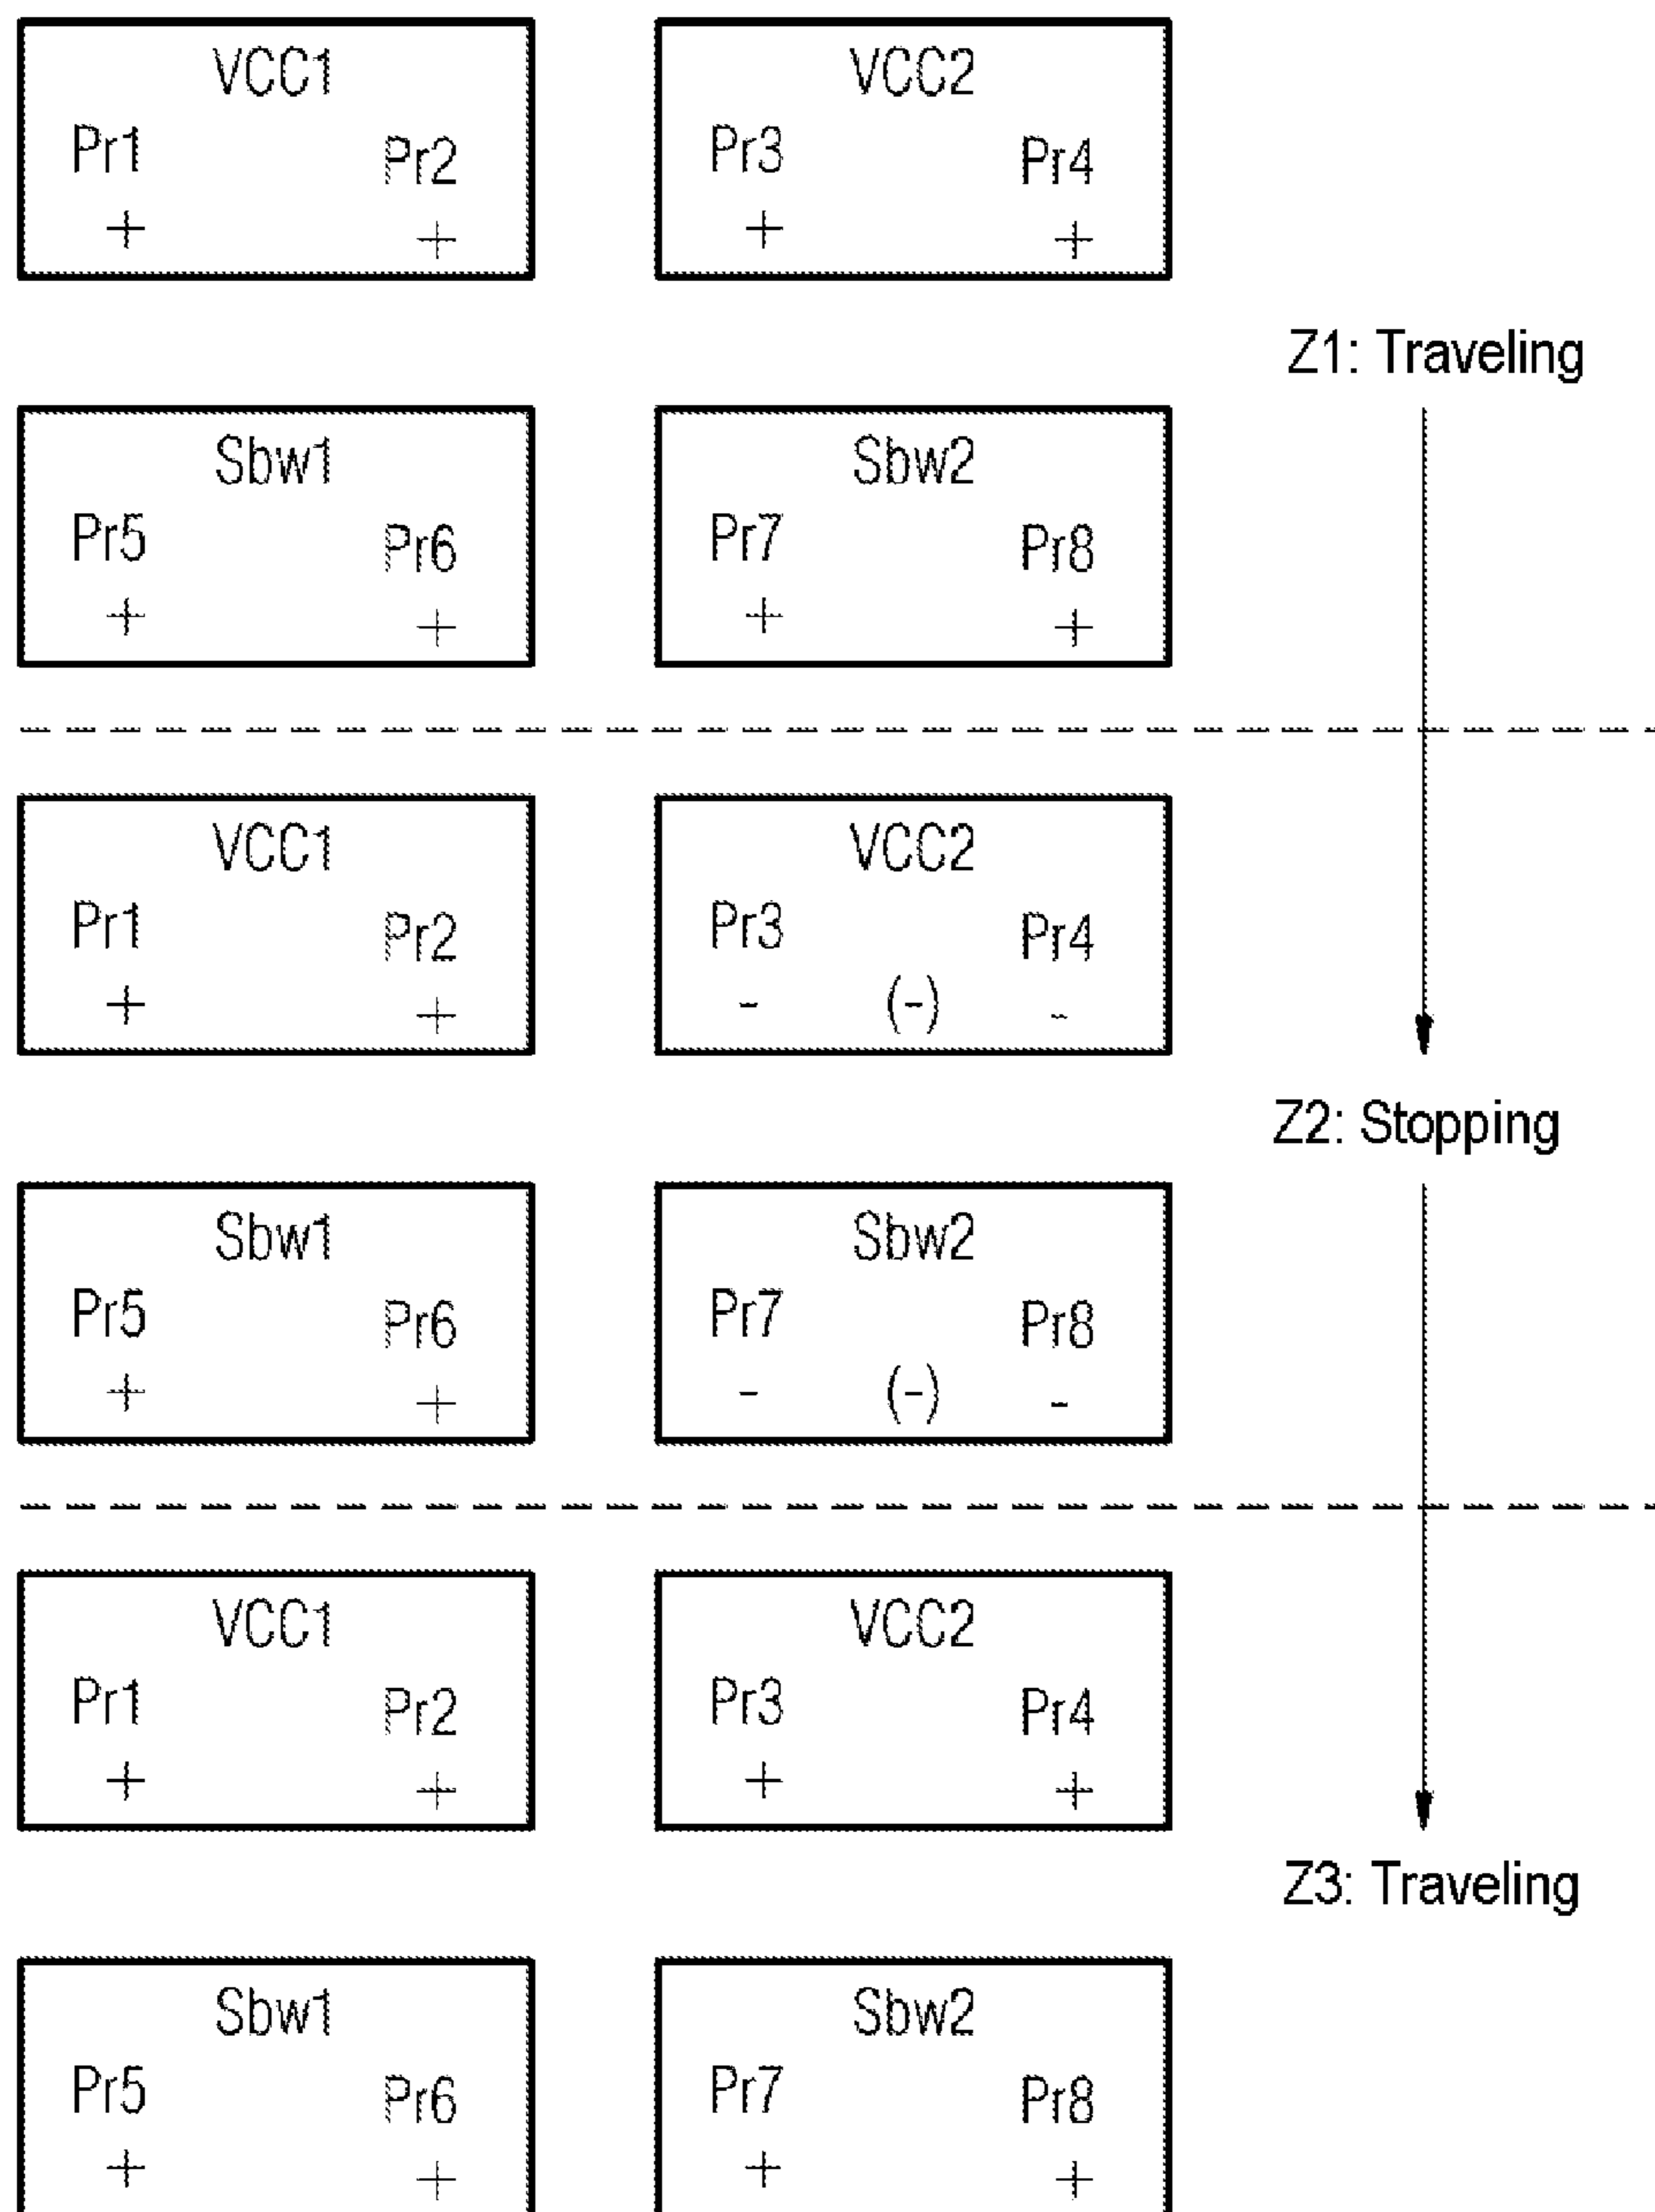 VCC1 VCC2
Pr1 Pr2 Pr3 Pr4
+ + + +
Z1: Traveling
Sbw1 Sbw2
Pr5 Pr6 Pr7 Pr8
+ + + +
VCC1 VCC2
Pr1 Pr2 Pr3 Pr4
+ + - (-) -
Z2: Stopping
Sbw1 Sbw2
Pr5 Pr6 Pr7 Pr8
+ + - (-) -
VCC1 VCC2
Pr1 Pr2 Pr3 Pr4
+ + + +
Z3: Traveling
Sbw1 Sbw2
Pr5 Pr6 Pr7 Pr8
+ + + +